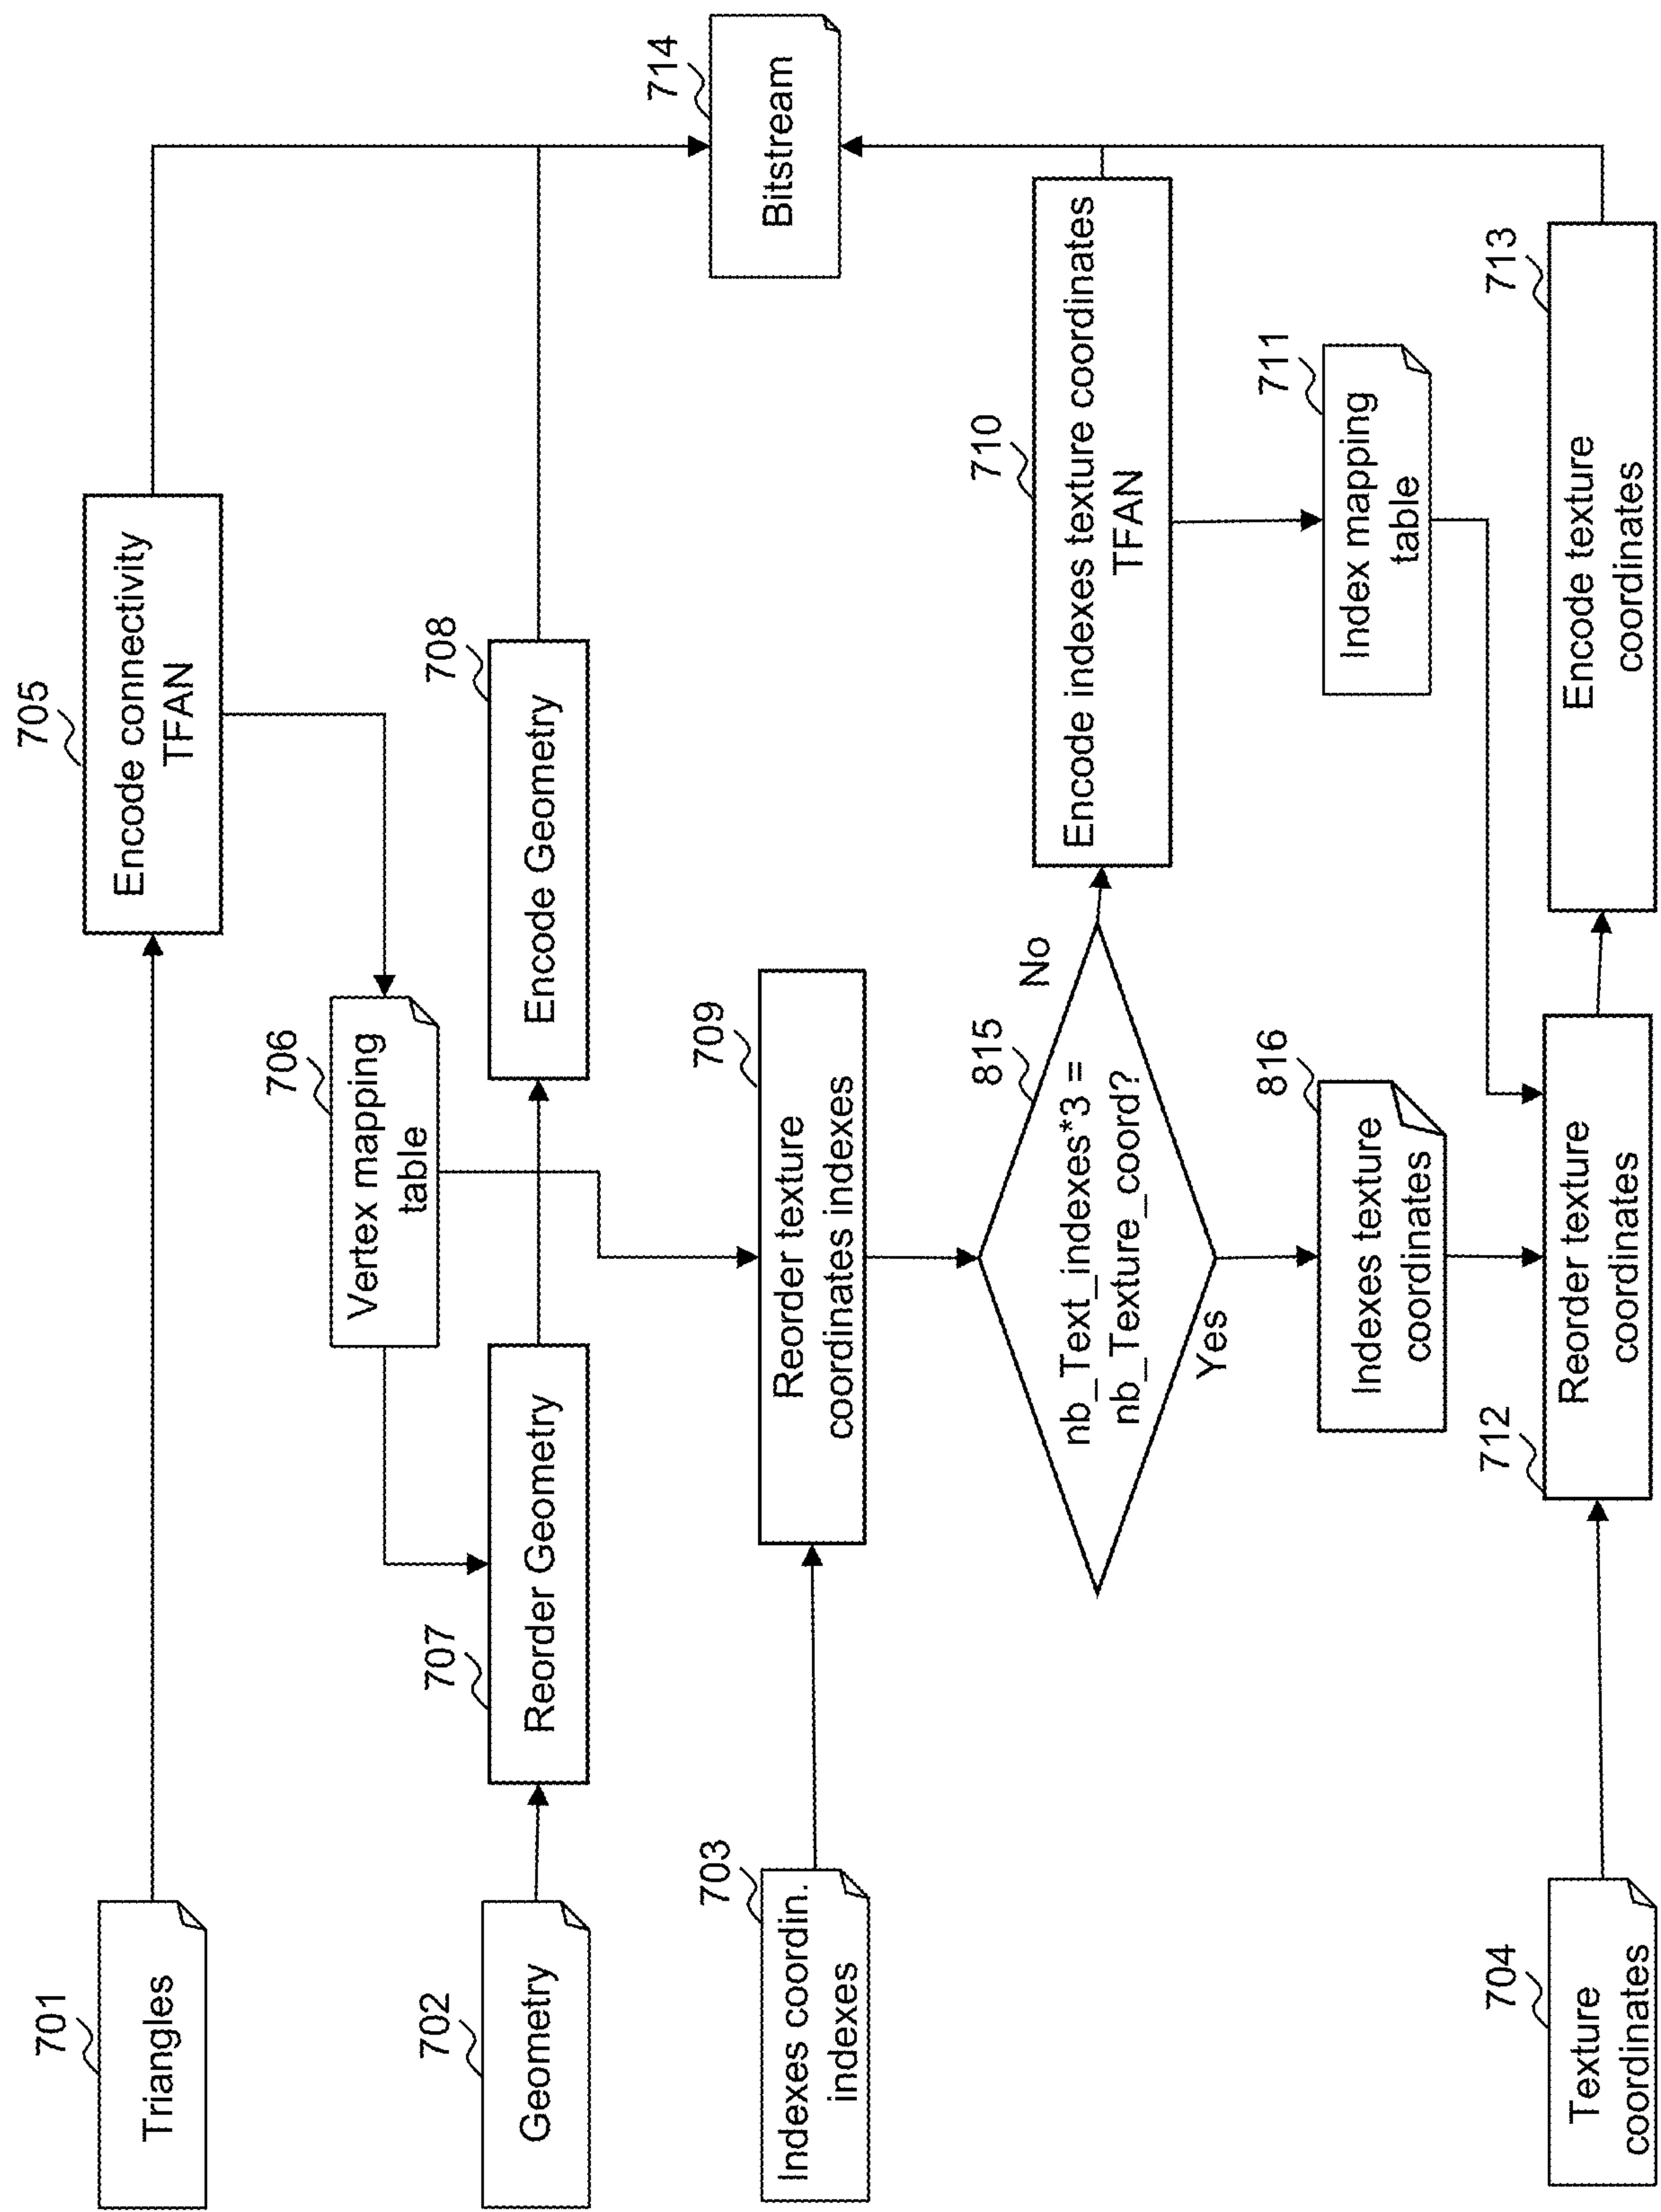 701
Triangles
705
Encode connectivity
TFAN
706
Vertex mapping
table
702
Geometry
707
Reorder Geometry
708
Encode Geometry
714
Bitstream
703
Indexes coordin.
indexes
709
Reorder texture
coordinates indexes
815
nb_Text_indexes*3 =
nb_Texture_coord?
No
Yes
710
Encode indexes texture coordinates
TFAN
816
Indexes texture
coordinates
711
Index mapping
table
704
Texture
coordinates
712
Reorder texture
coordinates
713
Encode texture
coordinates